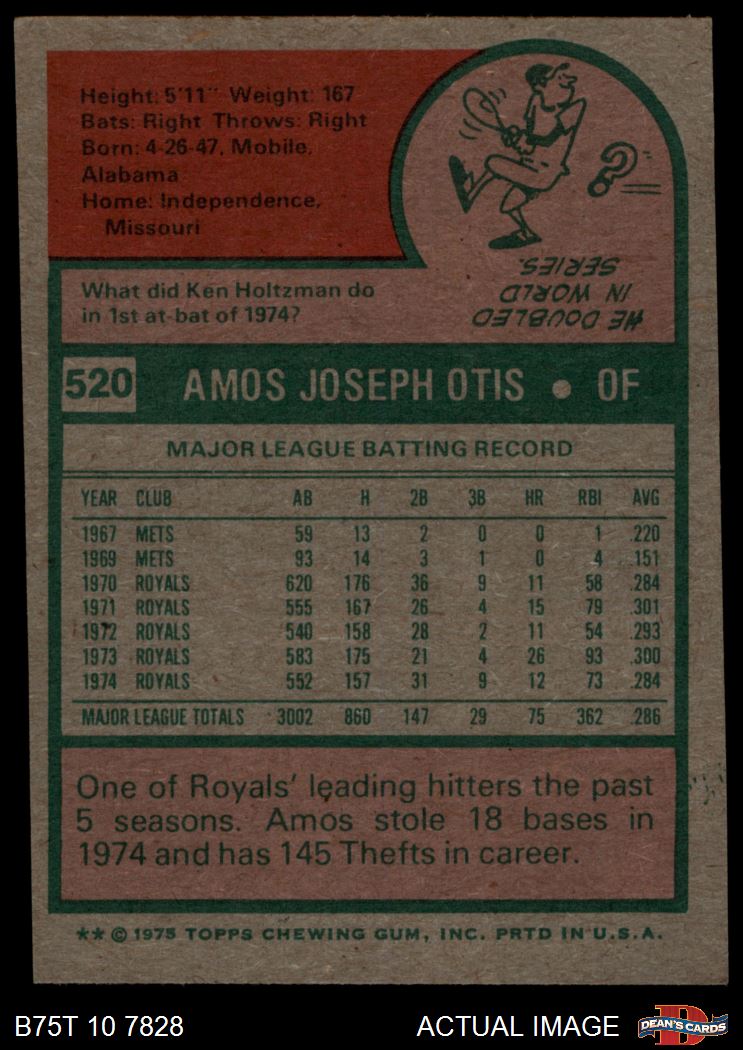 Height: 5'11" Weight: 167
Bats: Right Throws: Right
Born: 4-26-47, Mobile,
Alabama
Home: Independence,
Missouri
What did Ken Holtzman do
in 1st at-bat of 1974?
HE DOUBLED
IN WORLD
SERIES.
?
520 AMOS JOSEPH OTIS • OF
MAJOR LEAGUE BATTING RECORD
YEAR CLUB AB H 2B 3B HR RBI AVG
1967 METS 59 13 2 0 0 1 .220
1969 METS 93 14 3 1 0 4 .151
1970 ROYALS 620 176 36 9 11 58 .284
1971 ROYALS 555 167 26 4 15 79 .301
1972 ROYALS 540 158 28 2 11 54 .293
1973 ROYALS 583 175 21 4 26 93 .300
1974 ROYALS 552 157 31 9 12 73 .284
MAJOR LEAGUE TOTALS 3002 860 147 29 75 362 .286
One of Royals' leading hitters the past
5 seasons. Amos stole 18 bases in
1974 and has 145 Thefts in career.
** © 1975 TOPPS CHEWING GUM, INC. PRTD IN U.S.A.
B75T 10 7828 ACTUAL IMAGE
D
DEAN'S CARDS